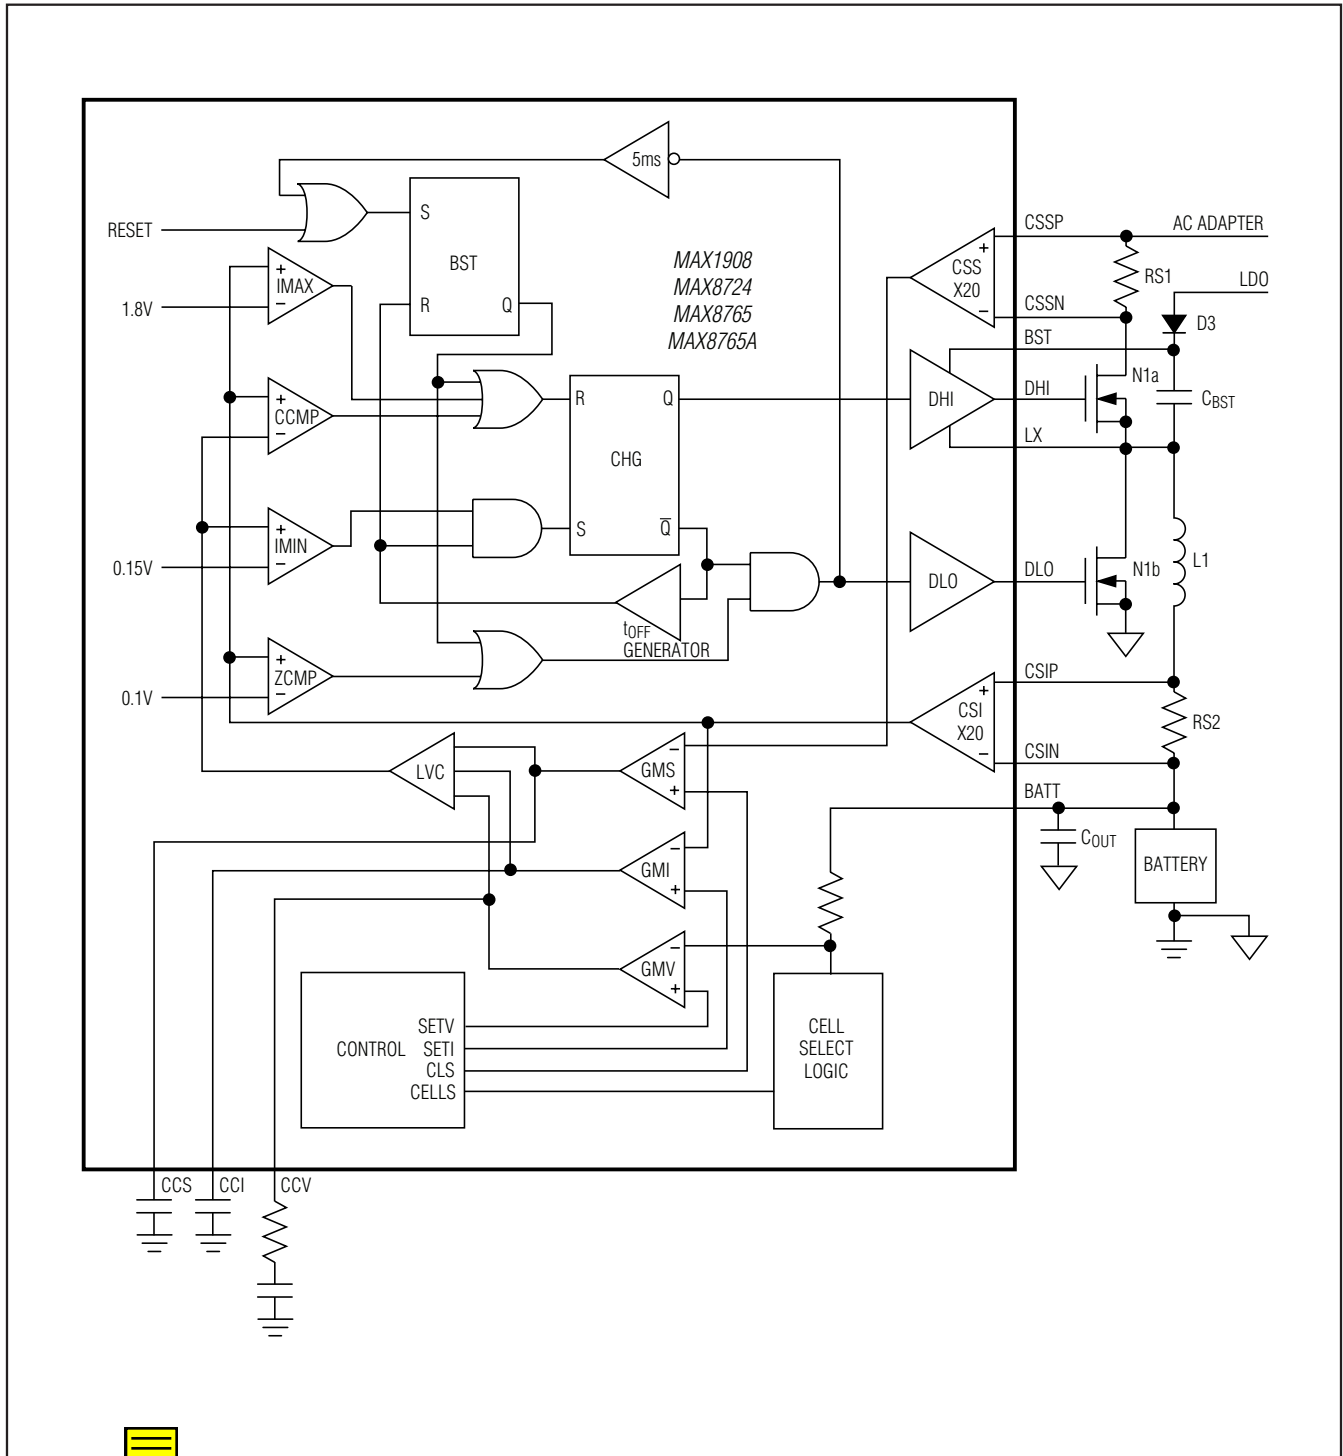 5ms
RESET
S
BST
R
Q
MAX1908
MAX8724
MAX8765
MAX8765A
+
IMAX
−
1.8V
+
CCMP
−
+
IMIN
−
0.15V
+
ZCMP
−
0.1V
R
Q
CHG
S
Q̅
tOFF
GENERATOR
+
CSS
X20
−
CSSP
AC ADAPTER
RS1
LDO
CSSN
D3
BST
DHI
DHI
N1a
CBST
LX
DLO
DLO
N1b
L1
CSIP
+
CSI
X20
−
RS2
CSIN
BATT
COUT
BATTERY
LVC
−
GMS
+
−
GMI
+
−
GMV
+
CONTROL
SETV
SETI
CLS
CELLS
CELL
SELECT
LOGIC
CCS
CCI
CCV